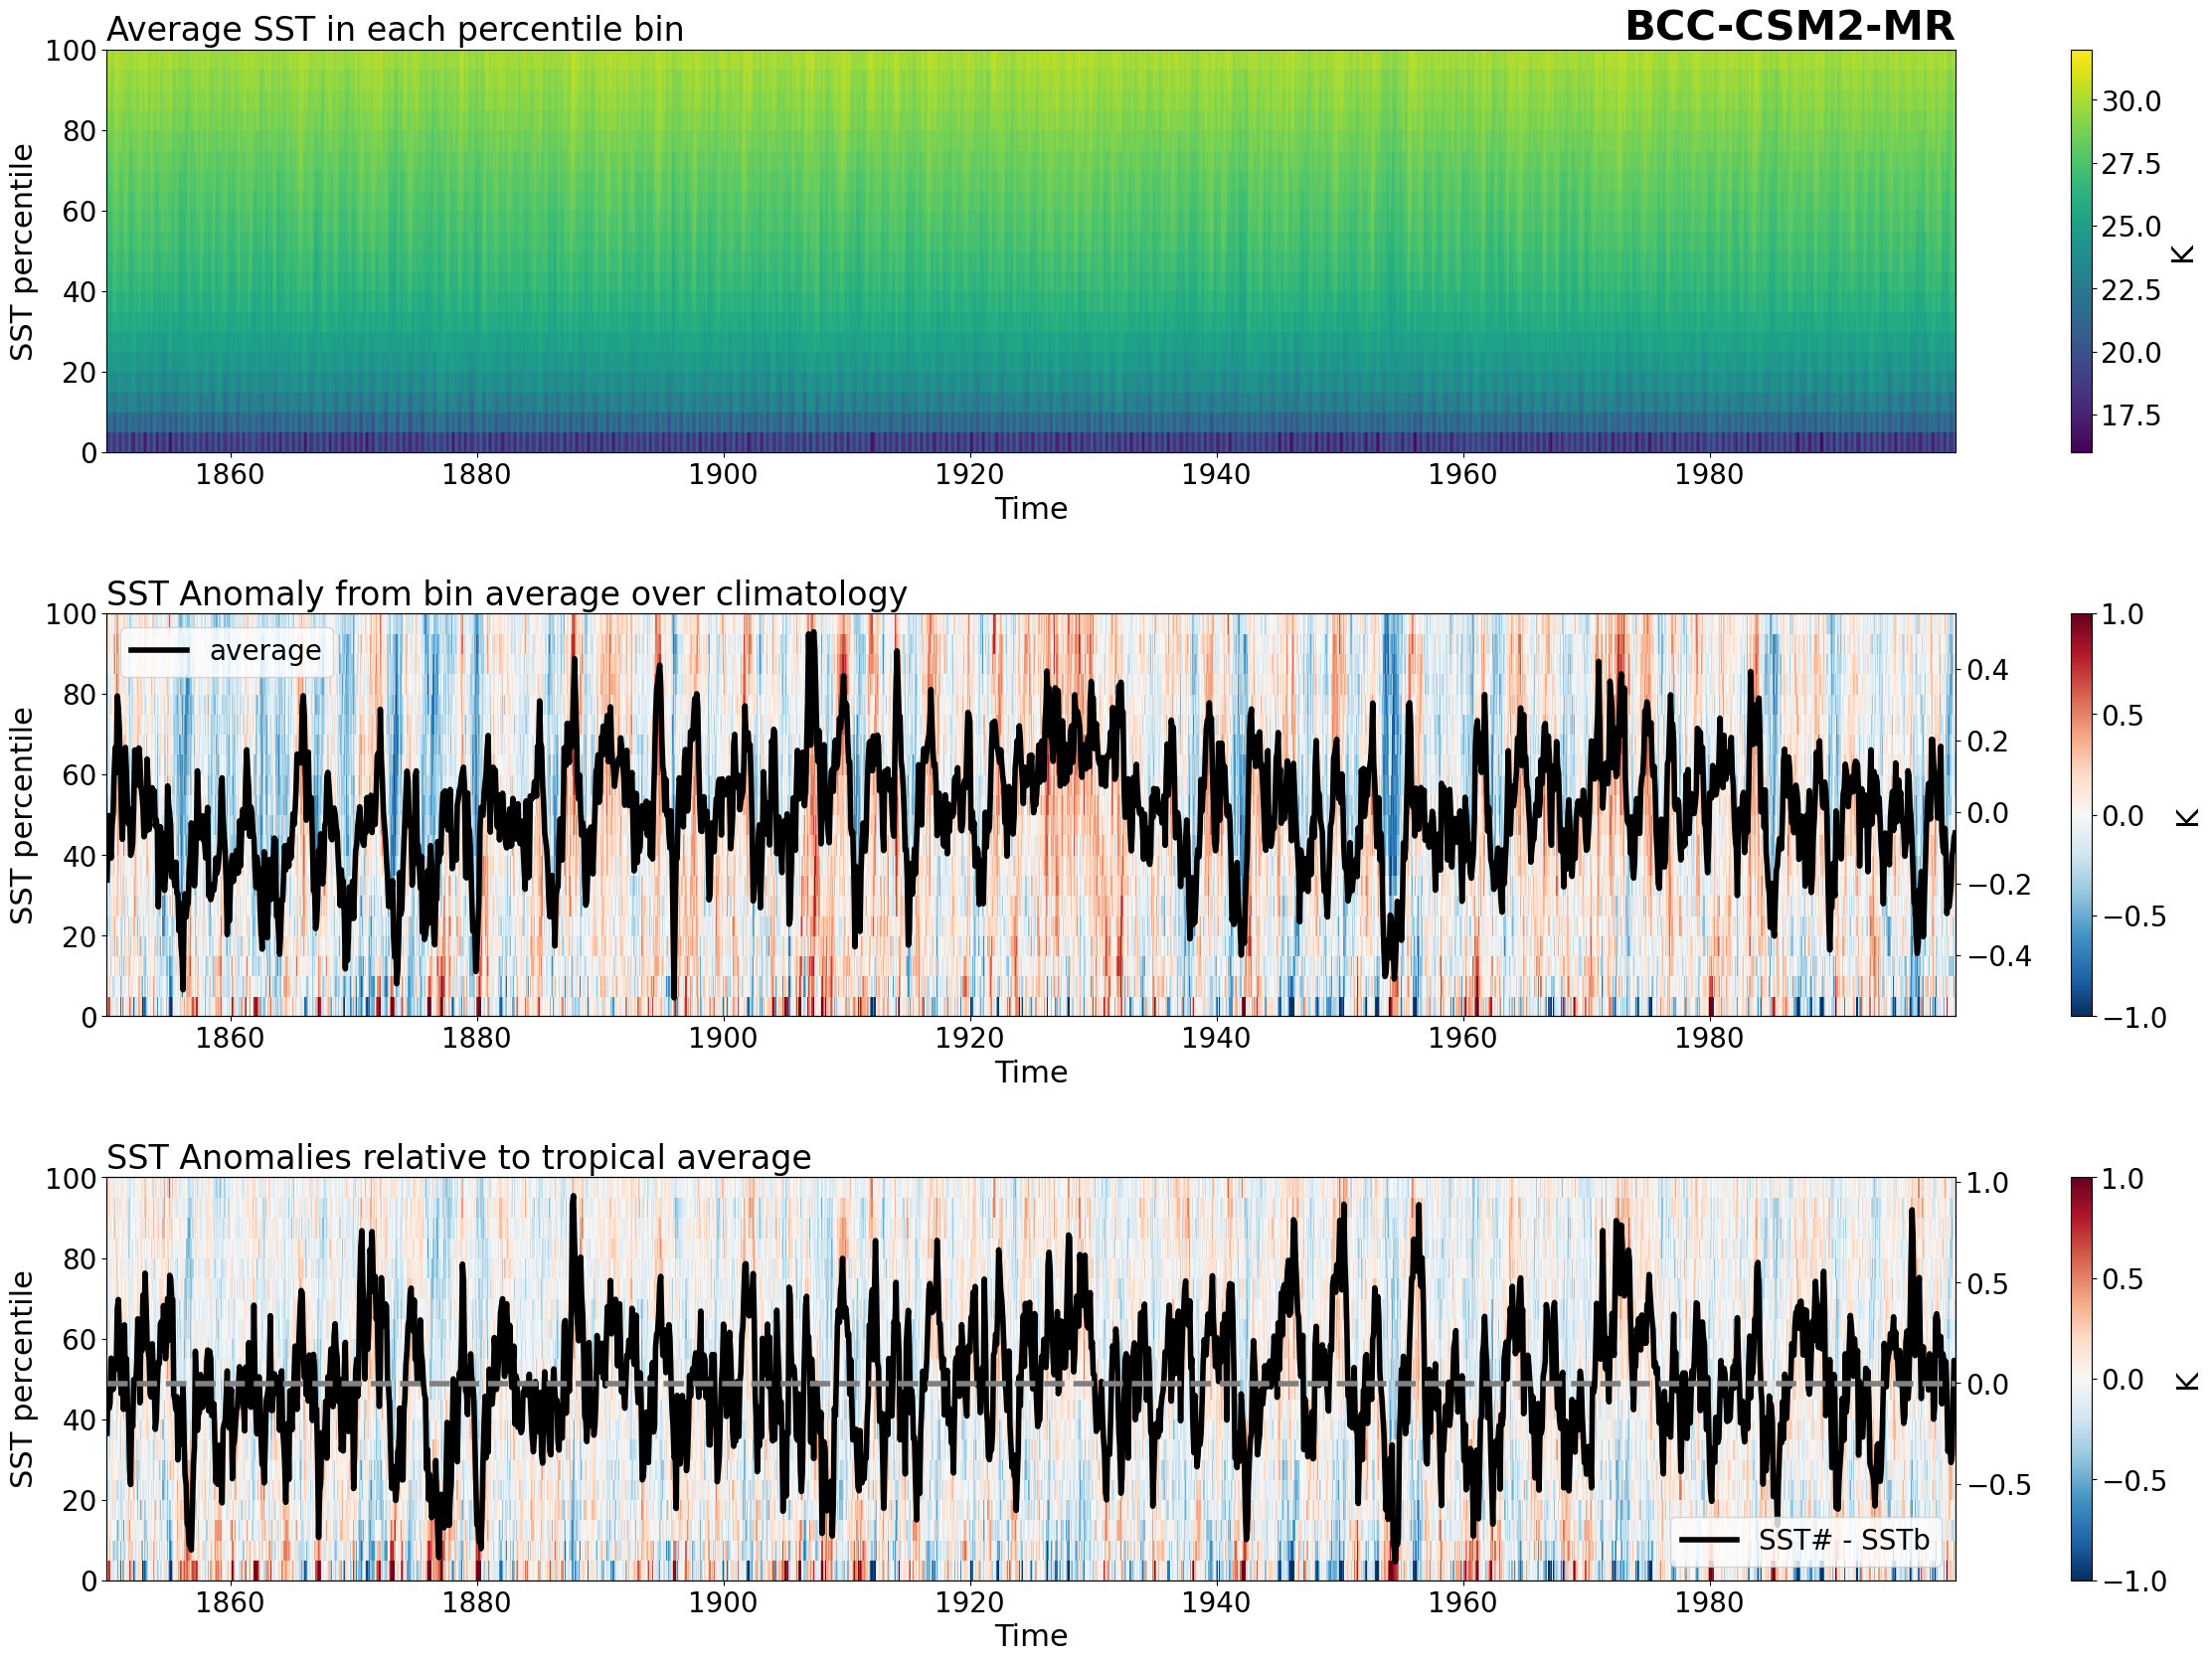 Average SST in each percentile bin
BCC-CSM2-MR
100
80
60
40
20
0
SST percentile
1860 1880 1900 1920 1940 1960 1980
Time
30.0
27.5
25.0
22.5
20.0
17.5
K
SST Anomaly from bin average over climatology
average
100
80
60
40
20
0
SST percentile
1860 1880 1900 1920 1940 1960 1980
Time
0.4
0.2
0.0
−0.2
−0.4
1.0
0.5
0.0
−0.5
−1.0
K
SST Anomalies relative to tropical average
100
80
60
40
20
0
SST percentile
1860 1880 1900 1920 1940 1960 1980
Time
1.0
0.5
0.0
−0.5
SST# - SSTb
1.0
0.5
0.0
−0.5
−1.0
K